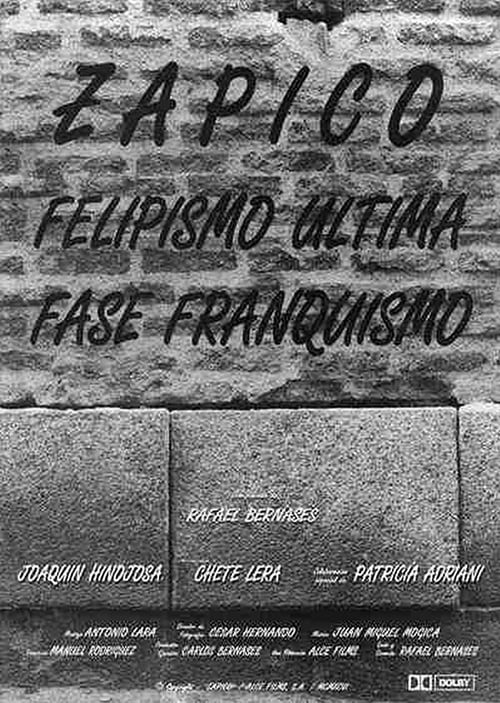 ZAPICO
FELIPISMO ULTIMA
FASE FRANQUISMO
RAFAEL BERNASES
JOAQUIN HINOJOSA CHETE LERA PATRICIA ADRIANI
ANTONIO LARA CESAR HERNANDO JUAN MIGUEL MOGICA
MANUEL RODRIGUEZ CARLOS BERNASES ALCE FILMS RAFAEL BERNASES
DOLBY